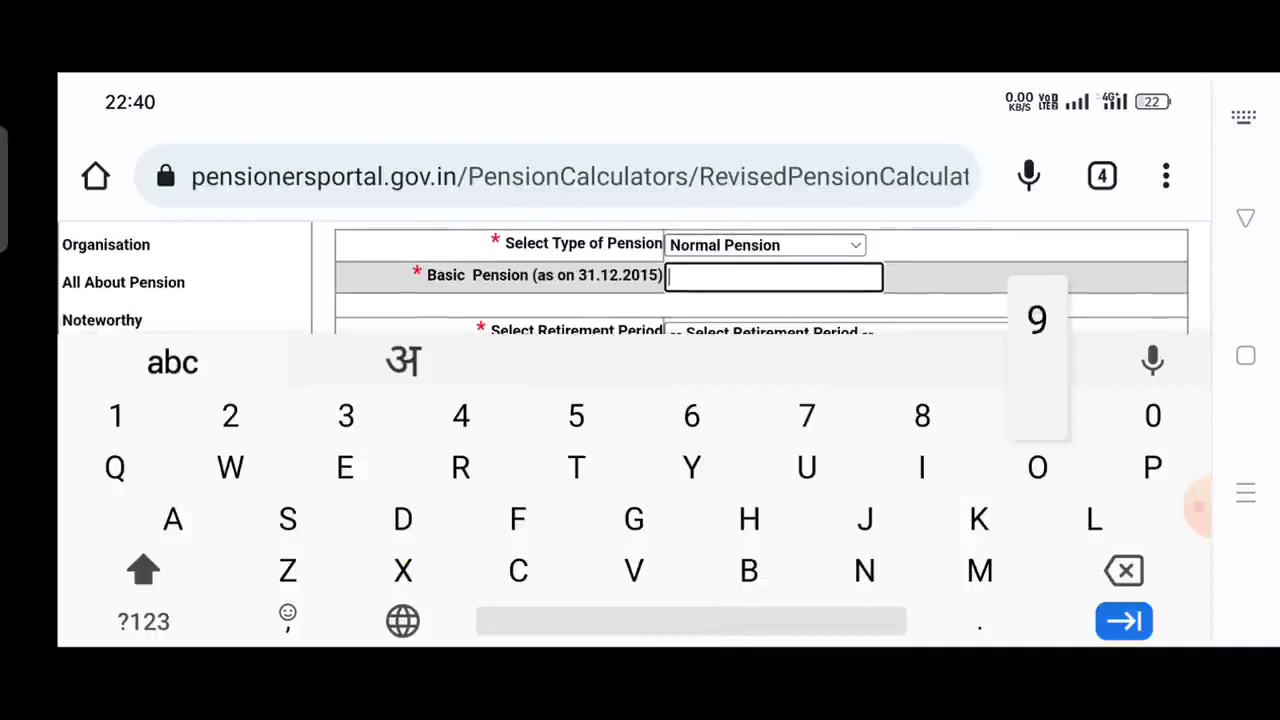 22:40
0.00 KB/S VoD LTEB 4G+ 22
pensionersportal.gov.in/PensionCalculators/RevisedPensionCalculat
4
Organisation
All About Pension
Noteworthy
* Select Type of Pension Normal Pension
* Basic Pension (as on 31.12.2015)
* Select Retirement Period -- Select Retirement Period --
9
abc अ
1 2 3 4 5 6 7 8 0
Q W E R T Y U I O P
A S D F G H J K L
Z X C V B N M
?123 , .